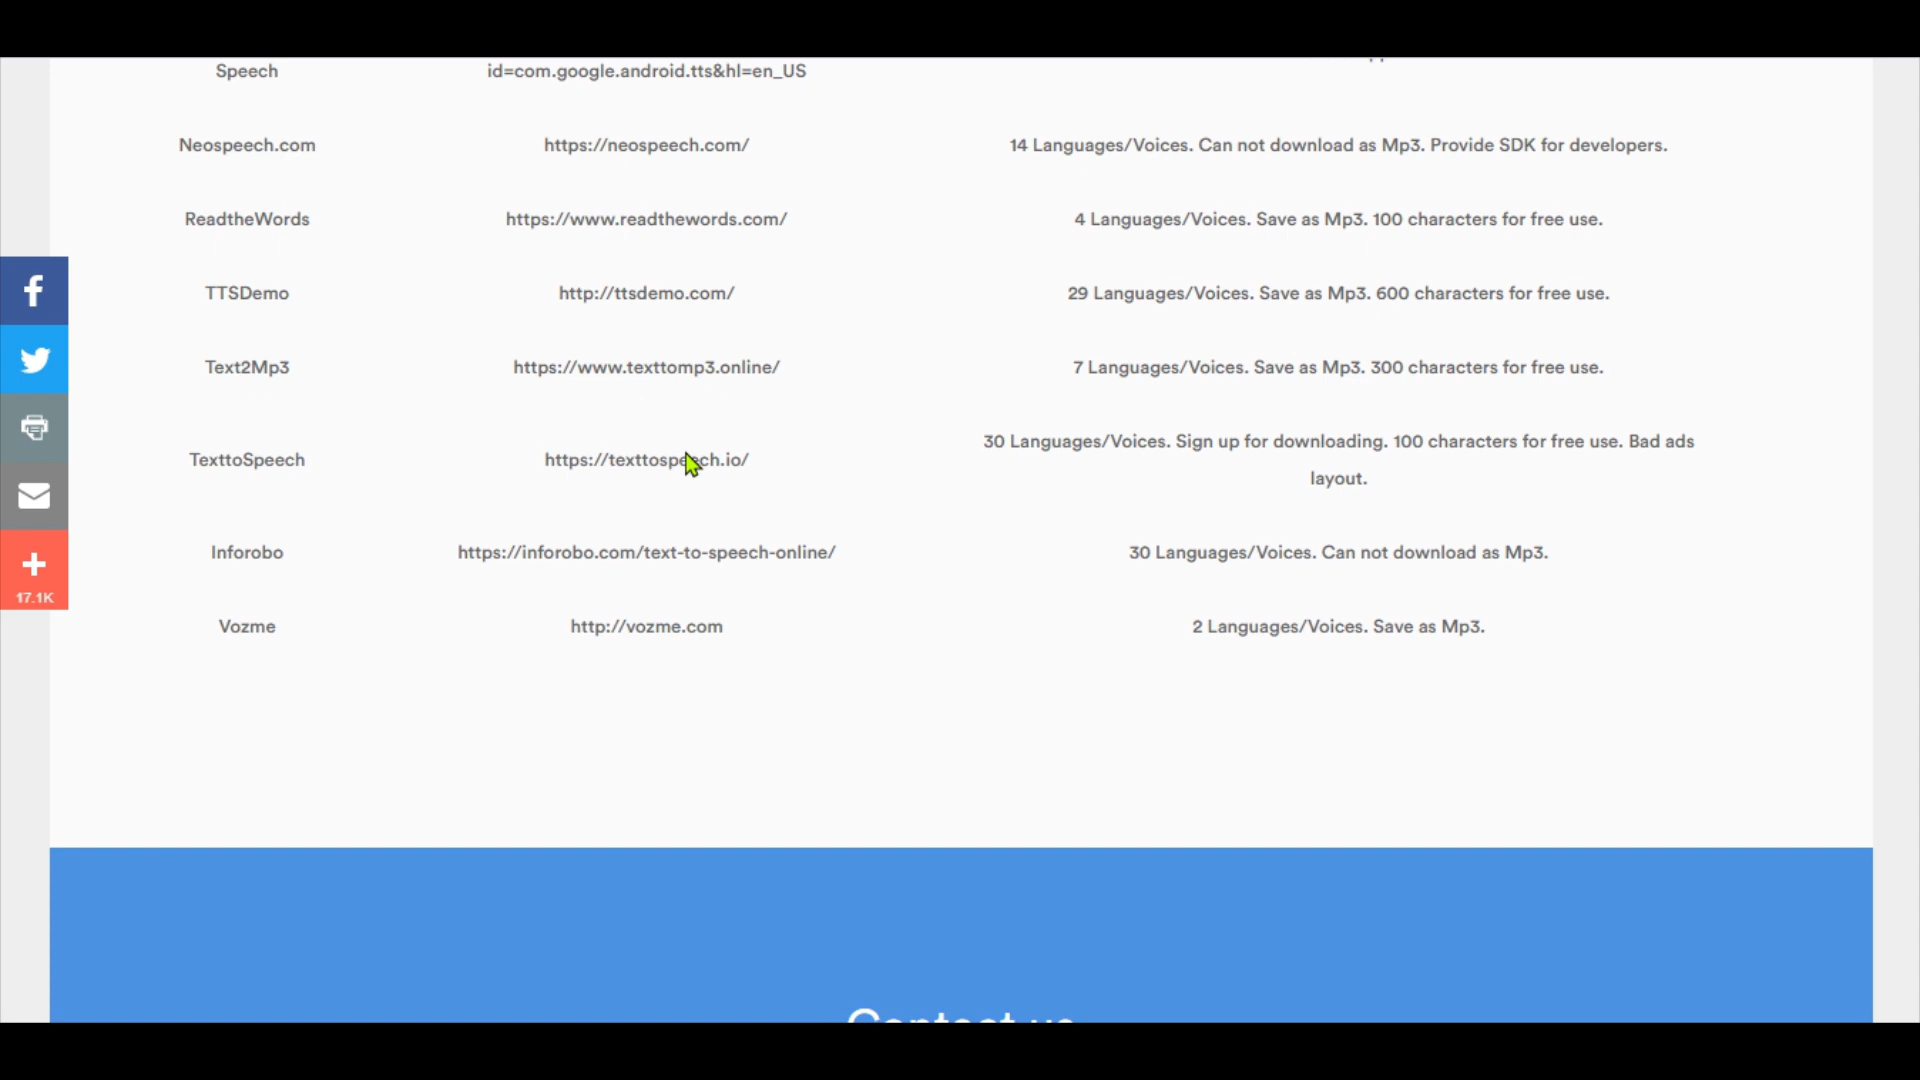 Speech id=com.google.android.tts&hl=en_US
Neospeech.com https://neospeech.com/ 14 Languages/Voices. Can not download as Mp3. Provide SDK for developers.
ReadtheWords https://www.readthewords.com/ 4 Languages/Voices. Save as Mp3. 100 characters for free use.
TTSDemo http://ttsdemo.com/ 29 Languages/Voices. Save as Mp3. 600 characters for free use.
Text2Mp3 https://www.texttomp3.online/ 7 Languages/Voices. Save as Mp3. 300 characters for free use.
TexttoSpeech https://texttospeech.io/ 30 Languages/Voices. Sign up for downloading. 100 characters for free use. Bad ads
layout.
Inforobo https://inforobo.com/text-to-speech-online/ 30 Languages/Voices. Can not download as Mp3.
17.1K
Vozme http://vozme.com 2 Languages/Voices. Save as Mp3.
Contact us